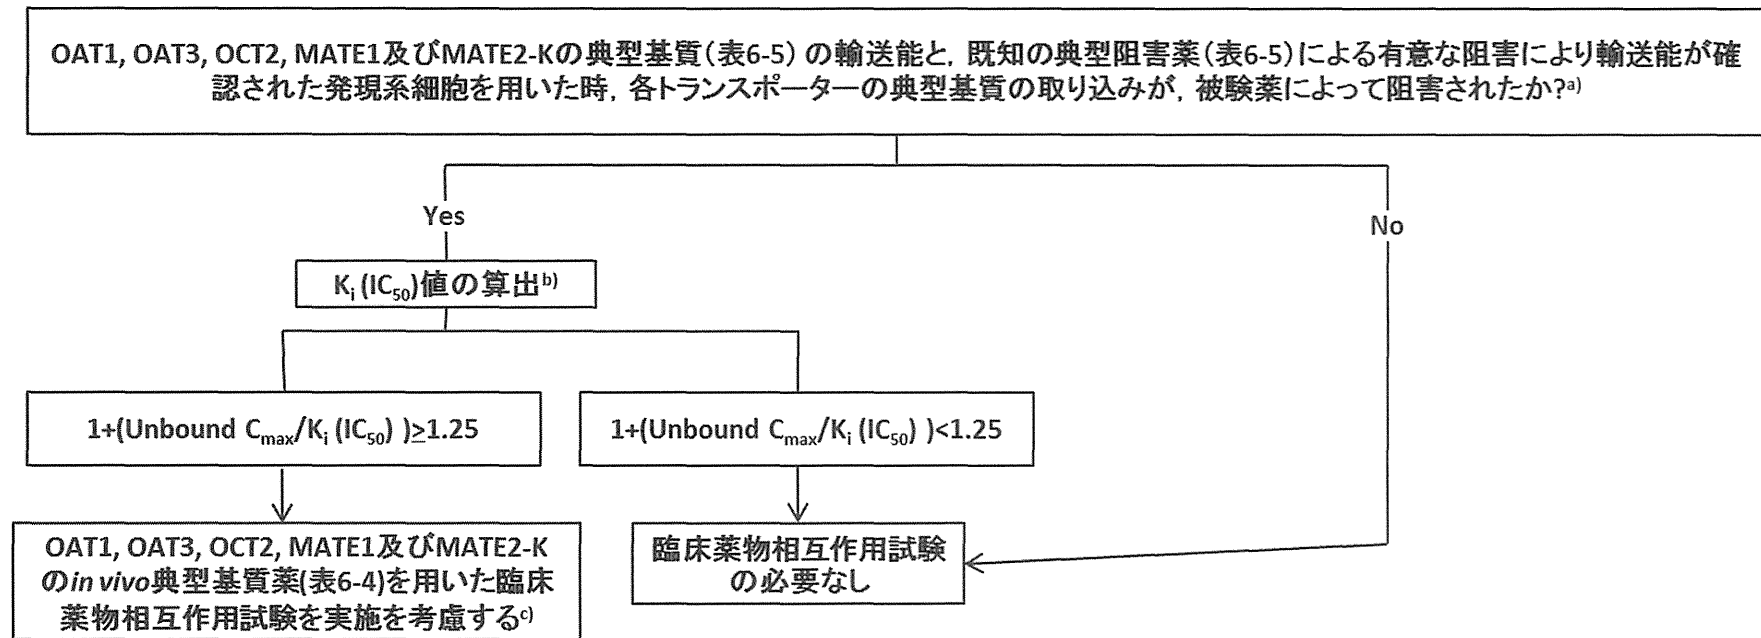 OAT1, OAT3, OCT2, MATE1及びMATE2-Kの典型基質(表6-5) の輸送能と, 既知の典型阻害薬(表6-5)による有意な阻害により輸送能が確
認された発現系細胞を用いた時, 各トランスポーターの典型基質の取り込みが, 被験薬によって阻害されたか?a)
Yes
No
Ki (IC50)値の算出b)
1+(Unbound Cmax/Ki (IC50) )≥1.25
1+(Unbound Cmax/Ki (IC50) )<1.25
OAT1, OAT3, OCT2, MATE1及びMATE2-K
のin vivo典型基質薬(表6-4)を用いた臨床
薬物相互作用試験を実施を考慮するc)
臨床薬物相互作用試験
の必要なし